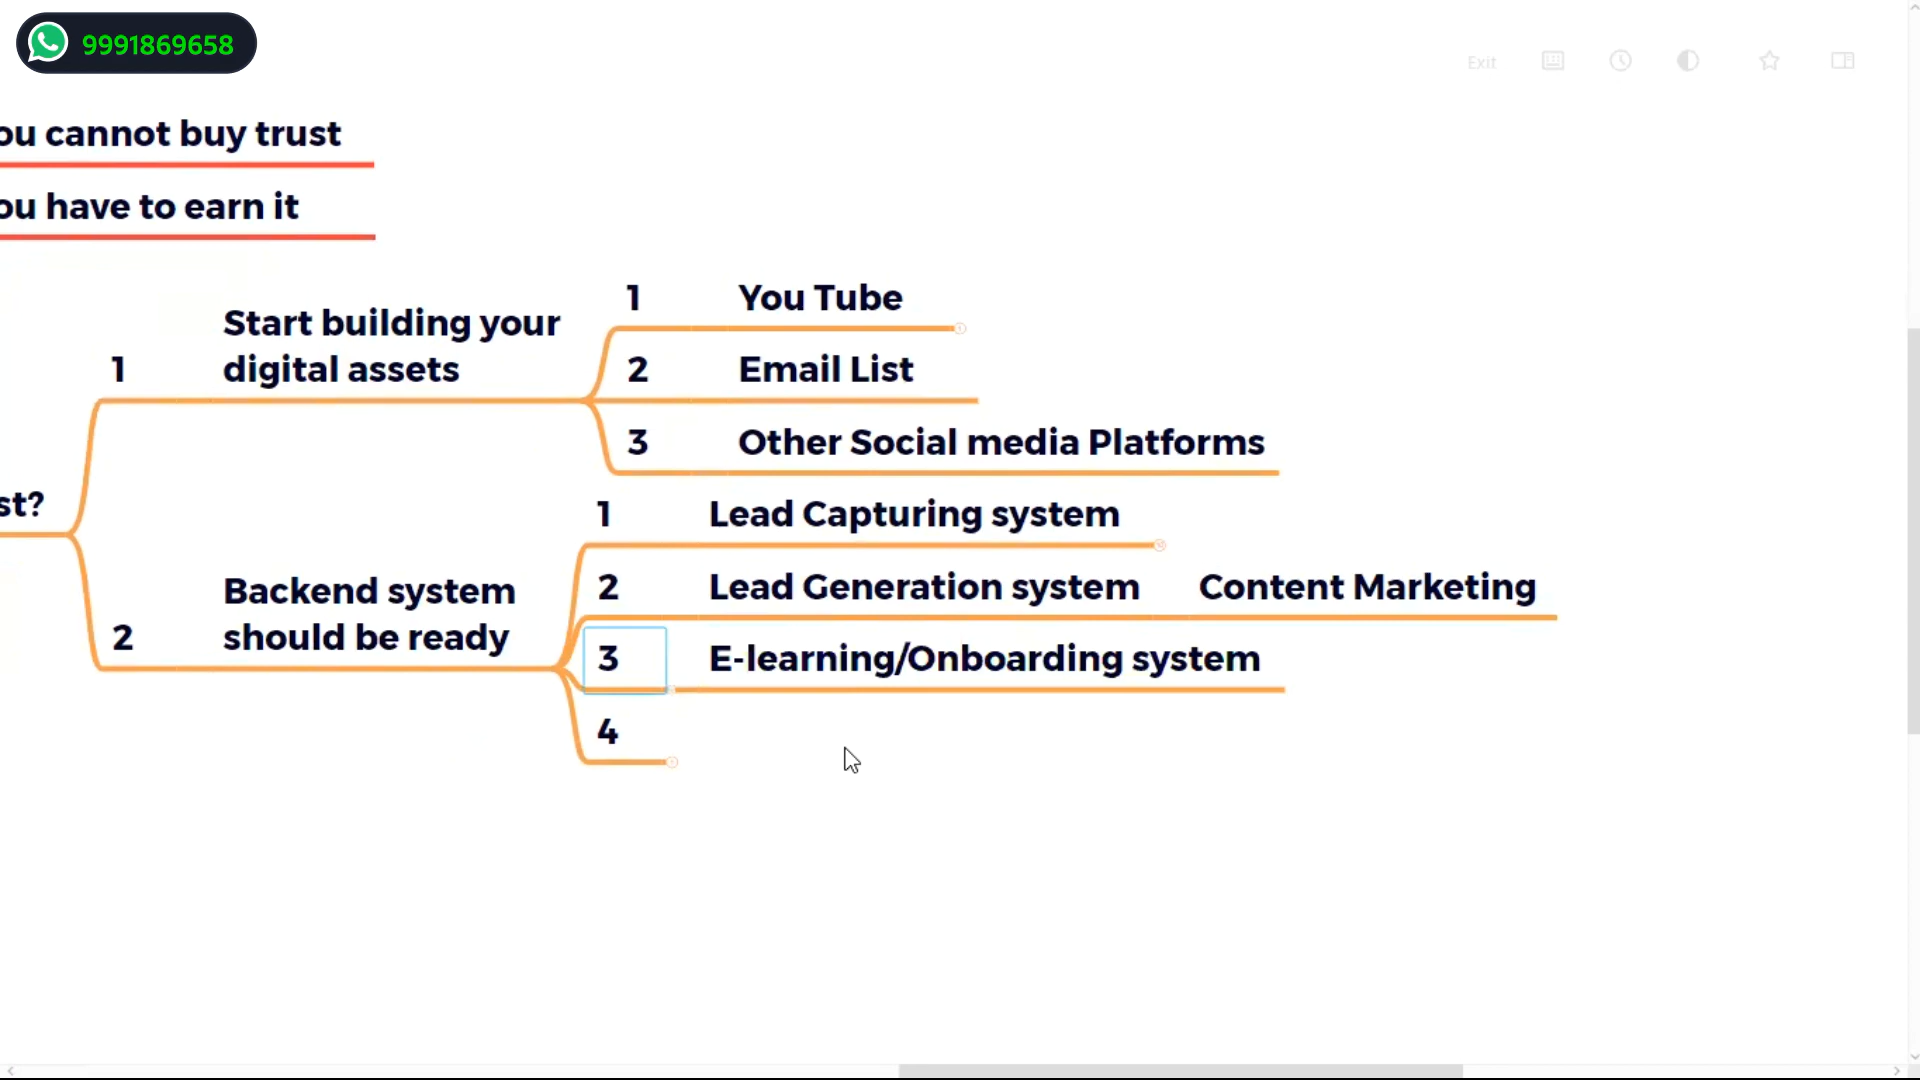 9991869658
Exit
ou cannot buy trust
ou have to earn it
st?
1
Start building your
digital assets
1 You Tube
2 Email List
3 Other Social media Platforms
2
Backend system
should be ready
1 Lead Capturing system
2 Lead Generation system Content Marketing
3 E-learning/Onboarding system
4